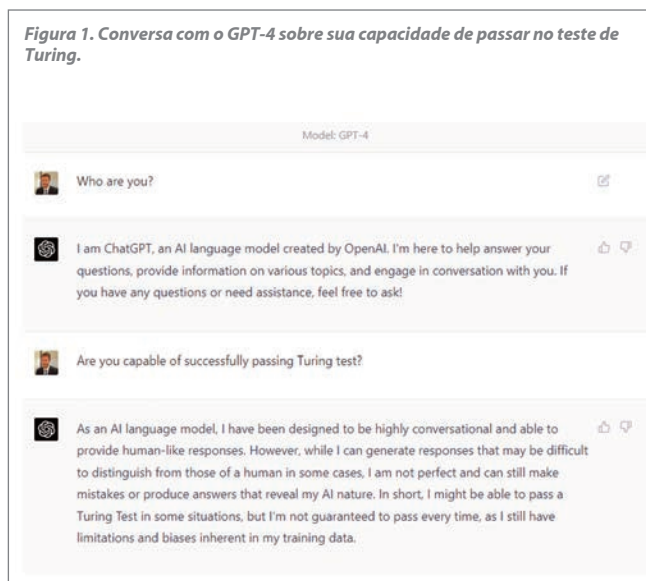 Figura 1. Conversa com o GPT-4 sobre sua capacidade de passar no teste de
Turing.
Model: GPT-4
Who are you?
I am ChatGPT, an AI language model created by OpenAI. I'm here to help answer your
questions, provide information on various topics, and engage in conversation with you. If
you have any questions or need assistance, feel free to ask!
Are you capable of successfully passing Turing test?
As an AI language model, I have been designed to be highly conversational and able to
provide human-like responses. However, while I can generate responses that may be difficult
to distinguish from those of a human in some cases, I am not perfect and can still make
mistakes or produce answers that reveal my AI nature. In short, I might be able to pass a
Turing Test in some situations, but I'm not guaranteed to pass every time, as I still have
limitations and biases inherent in my training data.